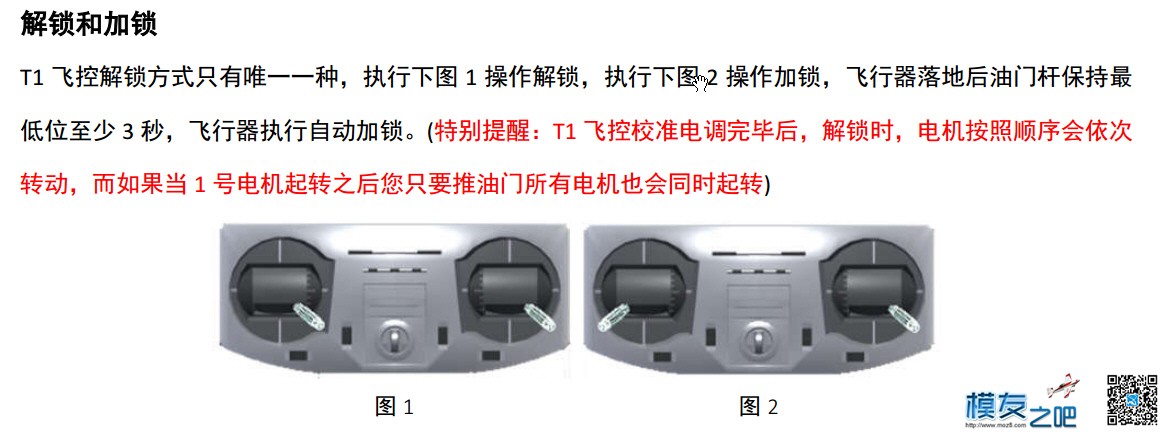 解锁和加锁
T1 飞控解锁方式只有唯一一种，执行下图 1 操作解锁，执行下图 2 操作加锁，飞行器落地后油门杆保持最
低位至少 3 秒，飞行器执行自动加锁。(特别提醒：T1 飞控校准电调完毕后，解锁时，电机按照顺序会依次
转动，而如果当 1 号电机起转之后您只要推油门所有电机也会同时起转)
图 1
图 2
模友之吧
http://www.moz8.com